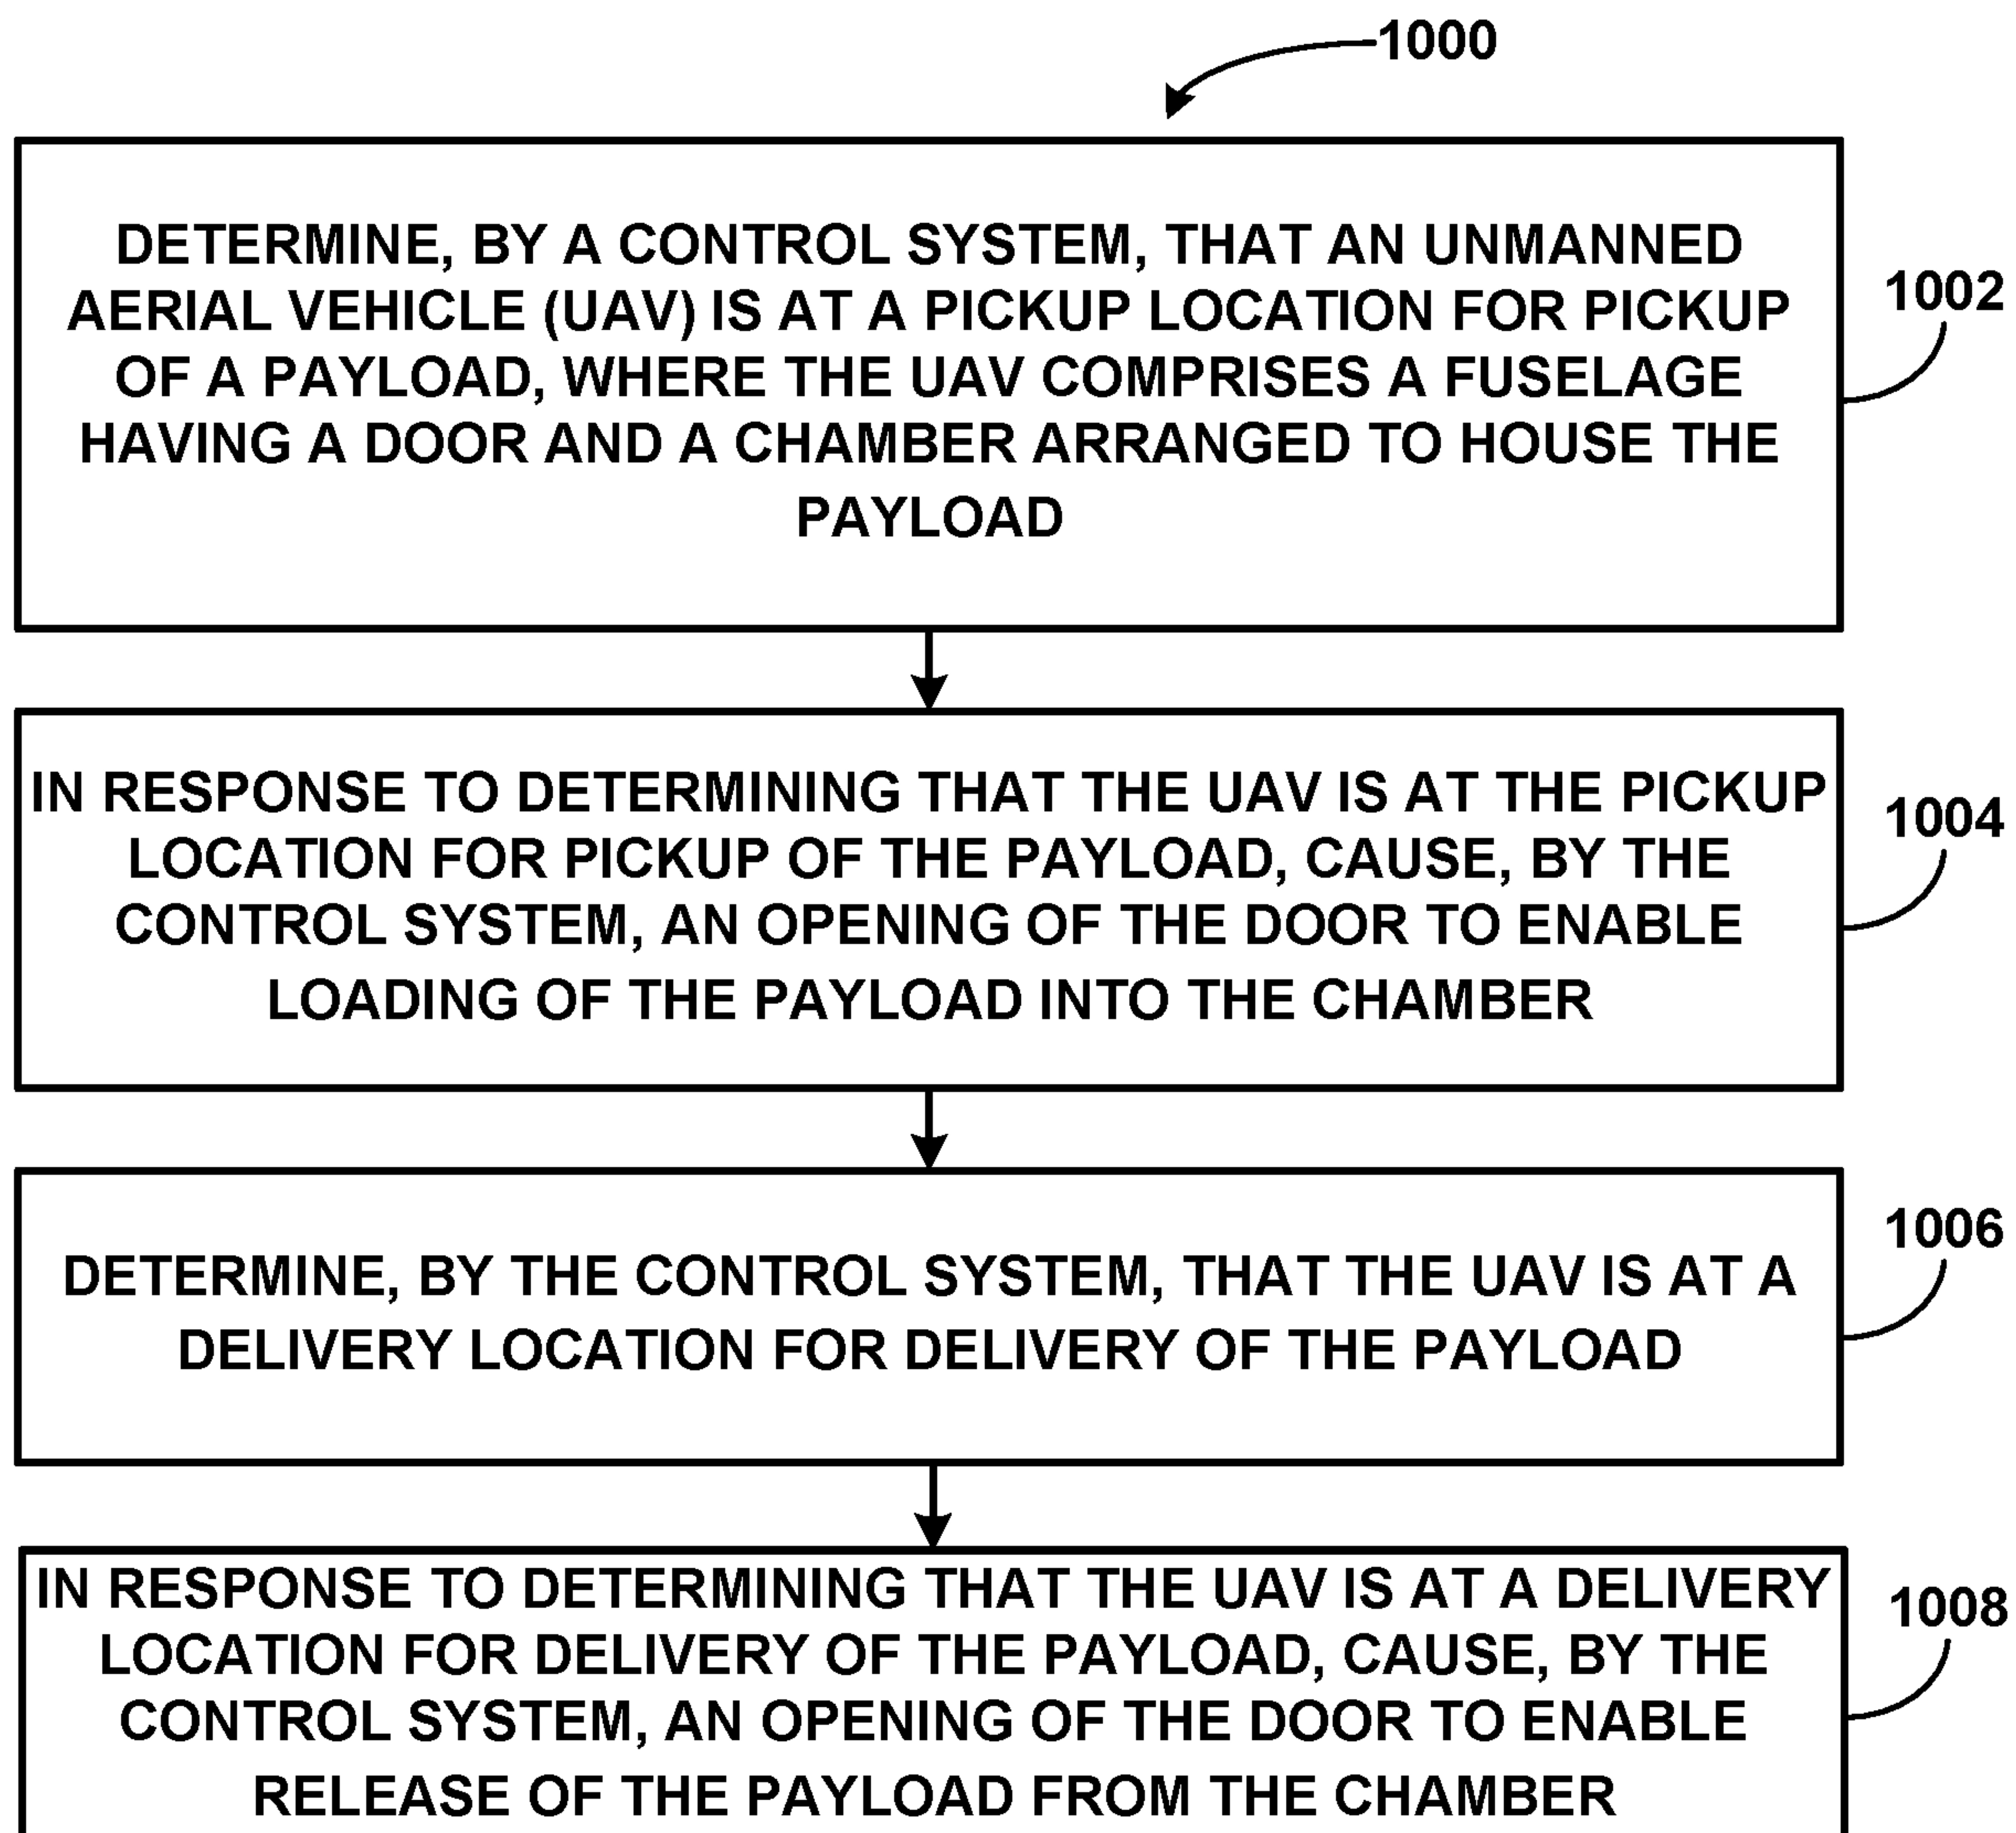 1000
DETERMINE, BY A CONTROL SYSTEM, THAT AN UNMANNED
AERIAL VEHICLE (UAV) IS AT A PICKUP LOCATION FOR PICKUP
OF A PAYLOAD, WHERE THE UAV COMPRISES A FUSELAGE
HAVING A DOOR AND A CHAMBER ARRANGED TO HOUSE THE
PAYLOAD
1002
IN RESPONSE TO DETERMINING THAT THE UAV IS AT THE PICKUP
LOCATION FOR PICKUP OF THE PAYLOAD, CAUSE, BY THE
CONTROL SYSTEM, AN OPENING OF THE DOOR TO ENABLE
LOADING OF THE PAYLOAD INTO THE CHAMBER
1004
DETERMINE, BY THE CONTROL SYSTEM, THAT THE UAV IS AT A
DELIVERY LOCATION FOR DELIVERY OF THE PAYLOAD
1006
IN RESPONSE TO DETERMINING THAT THE UAV IS AT A DELIVERY
LOCATION FOR DELIVERY OF THE PAYLOAD, CAUSE, BY THE
CONTROL SYSTEM, AN OPENING OF THE DOOR TO ENABLE
RELEASE OF THE PAYLOAD FROM THE CHAMBER
1008